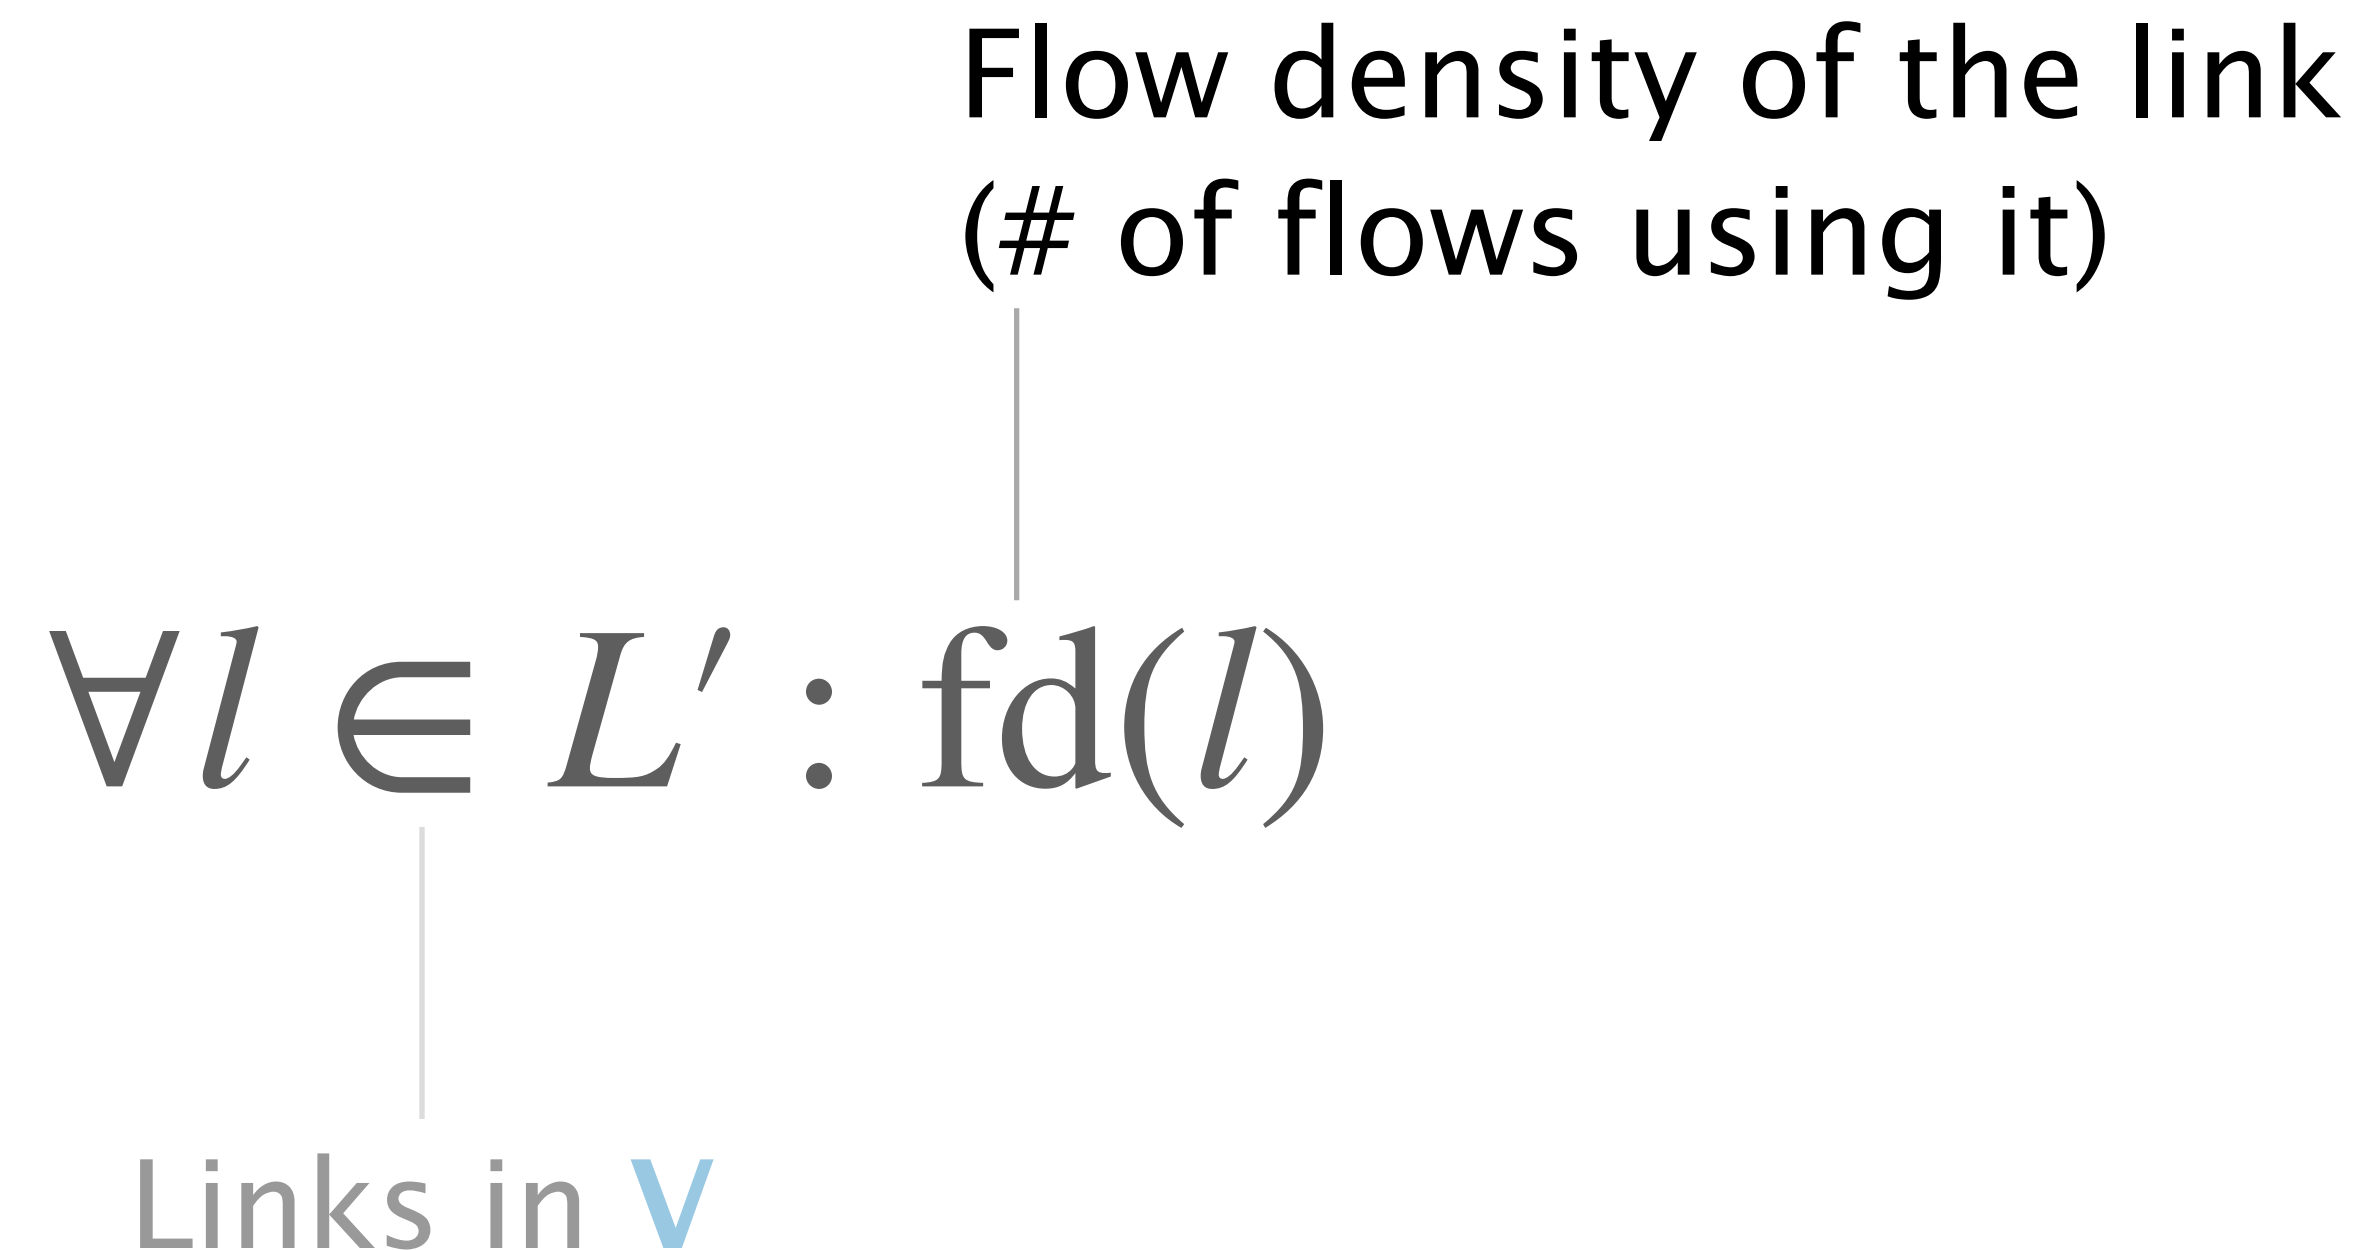 Flow density of the link
(# of flows using it)
∀l ∈ L′ : fd(l)
Links in V